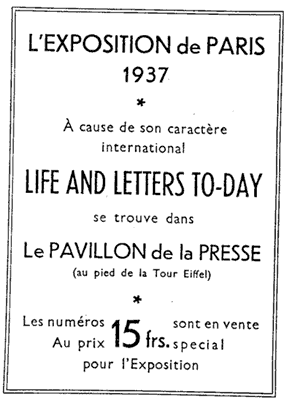 L'EXPOSITION de PARIS
1937
*
À cause de son caractère
international
LIFE AND LETTERS TO-DAY
se trouve dans
Le PAVILLON de la PRESSE
(au pied de la Tour Eiffel)
*
Les numéros 15 frs. sont en vente
Au prix special
pour l'Exposition